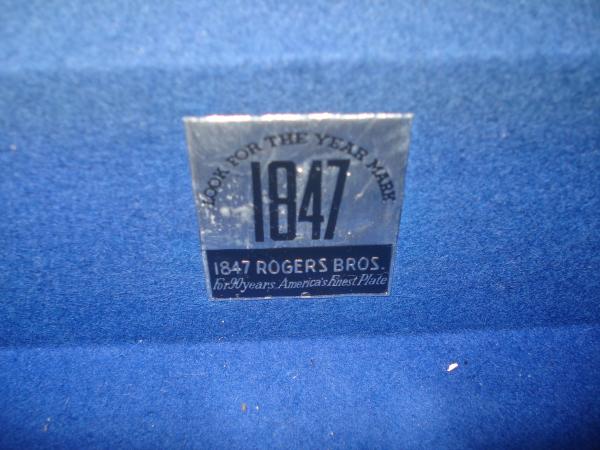 LOOK FOR THE YEAR MARK
1847
1847 ROGERS BROS.
For 90 years America's Finest Plate